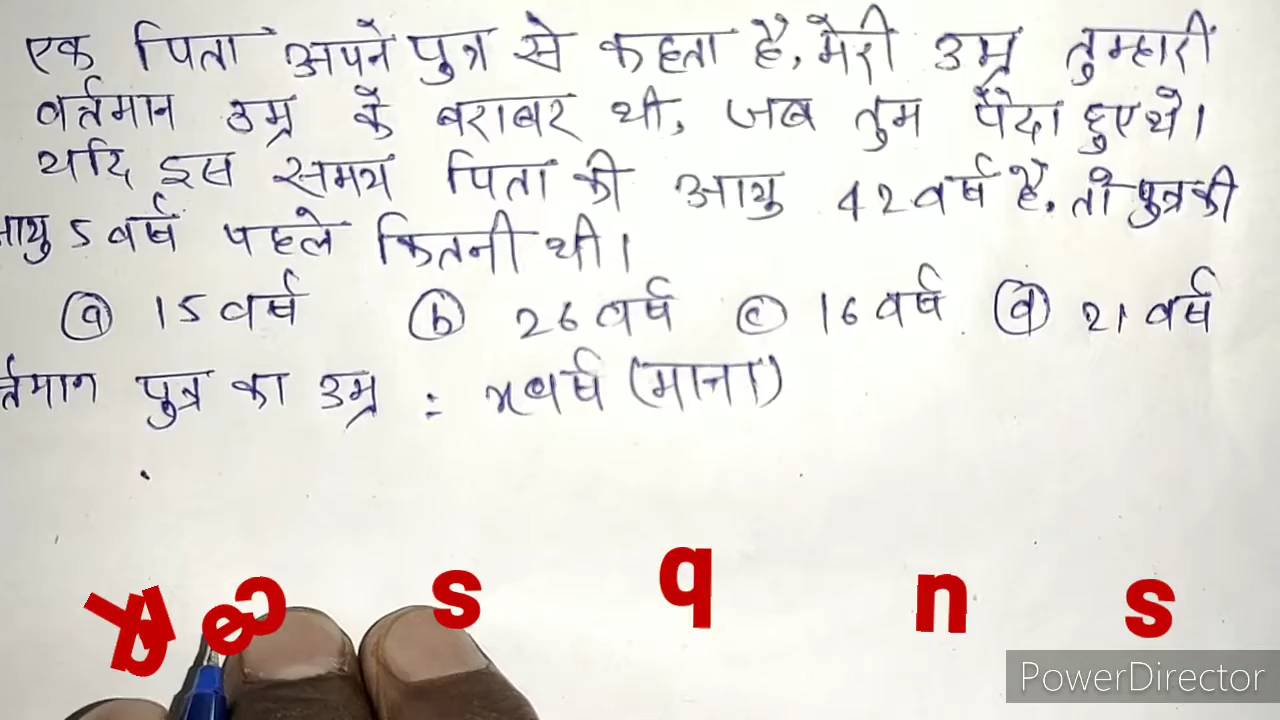 एक पिता अपने पुत्र से कहता है, मेरी उम्र तुम्हारी
वर्त्तमान उम्र के बराबर थी, जब तुम पैदा हुए थे।
यदि इस समय पिता की आयु 42 वर्ष है, तो पुत्र की
आयु 5 वर्ष पहले कितनी थी।
(a) 15 वर्ष (b) 26 वर्ष (c) 16 वर्ष (d) 21 वर्ष
र्तमान पुत्र का उम्र : x वर्ष (माना)
s q n s
PowerDirector